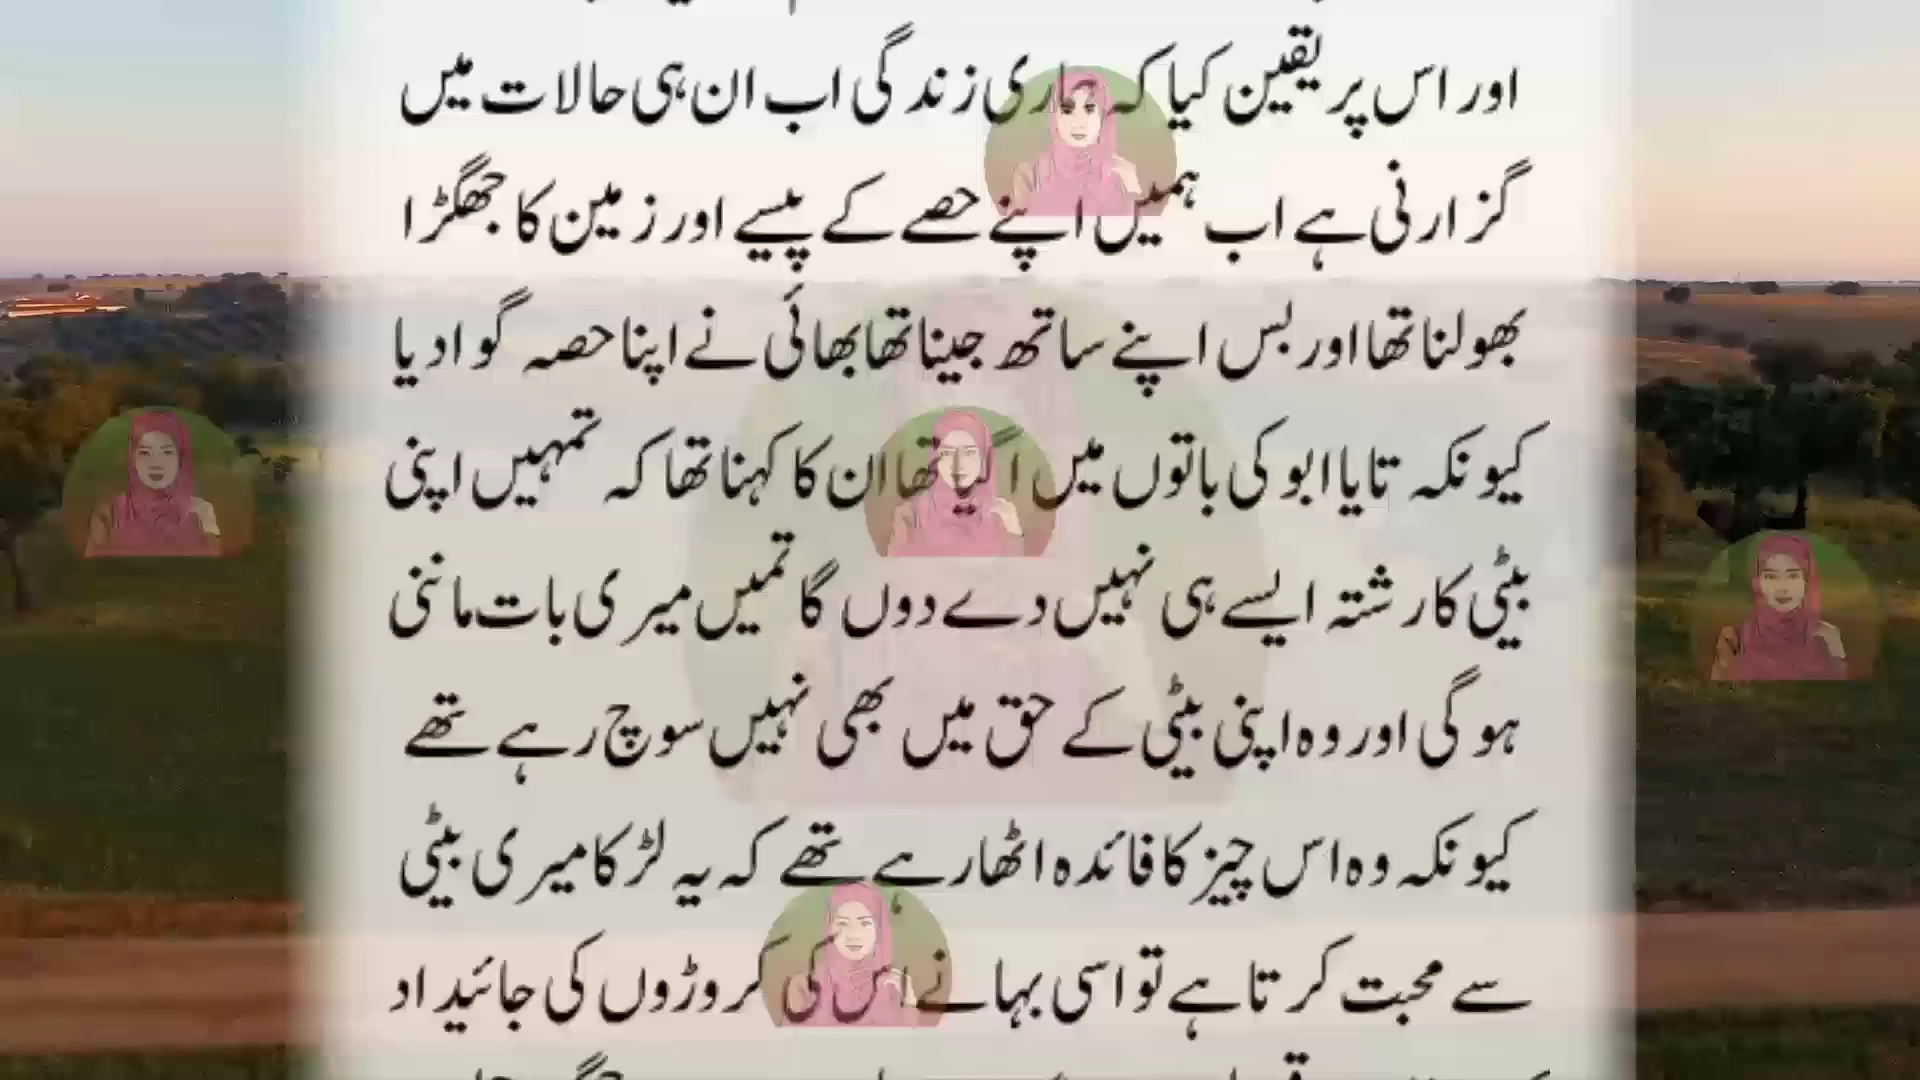 اور اس پر یقین کیا کہ ہماری زندگی اب ان ہی حالات میں
گزارنی ہے اب ہمیں اپنے حصے کے پیسے اور زمین کا جھگڑا
بھولنا تھا اور بس اپنے ساتھ جینا تھا بھائی نے اپنا حصہ گوا دیا
کیونکہ تایا ابو کی باتوں میں اگیا تھا ان کا کہنا تھا کہ تمہیں اپنی
بیٹی کا رشتہ ایسے ہی نہیں دے دوں گا تمیں میری بات ماننی
ہوگی اور وہ اپنی بیٹی کے حق میں بھی نہیں سوچ رہے تھے
کیونکہ وہ اس چیز کا فائدہ اٹھا رہے تھے کہ یہ لڑکا میری بیٹی
سے محبت کرتا ہے تو اسی بہانے اس کی کروڑوں کی جائیداد